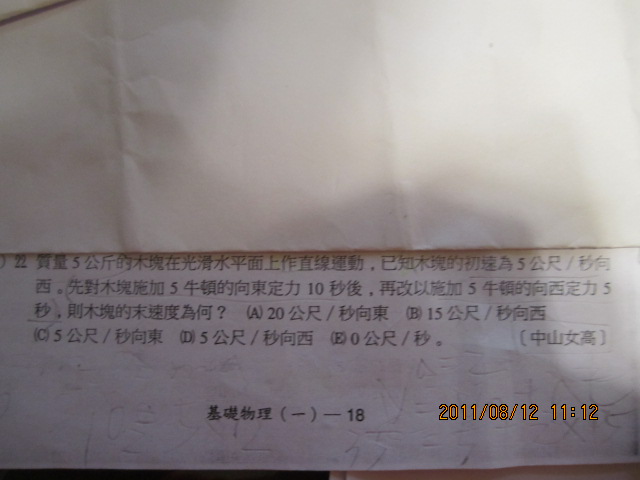 ) 22. 質量 5 公斤的木塊在光滑水平面上作直線運動，已知木塊的初速為 5 公尺／秒向
西。先對木塊施加 5 牛頓的向東定力 10 秒後，再改以施加 5 牛頓的向西定力 5
秒，則木塊的末速度為何？ (A) 20 公尺／秒向東 (B) 15 公尺／秒向西
(C) 5 公尺／秒向東 (D) 5 公尺／秒向西 (E) 0 公尺／秒。 〔中山女高〕
基礎物理（一）— 18
2011/08/12 11:12